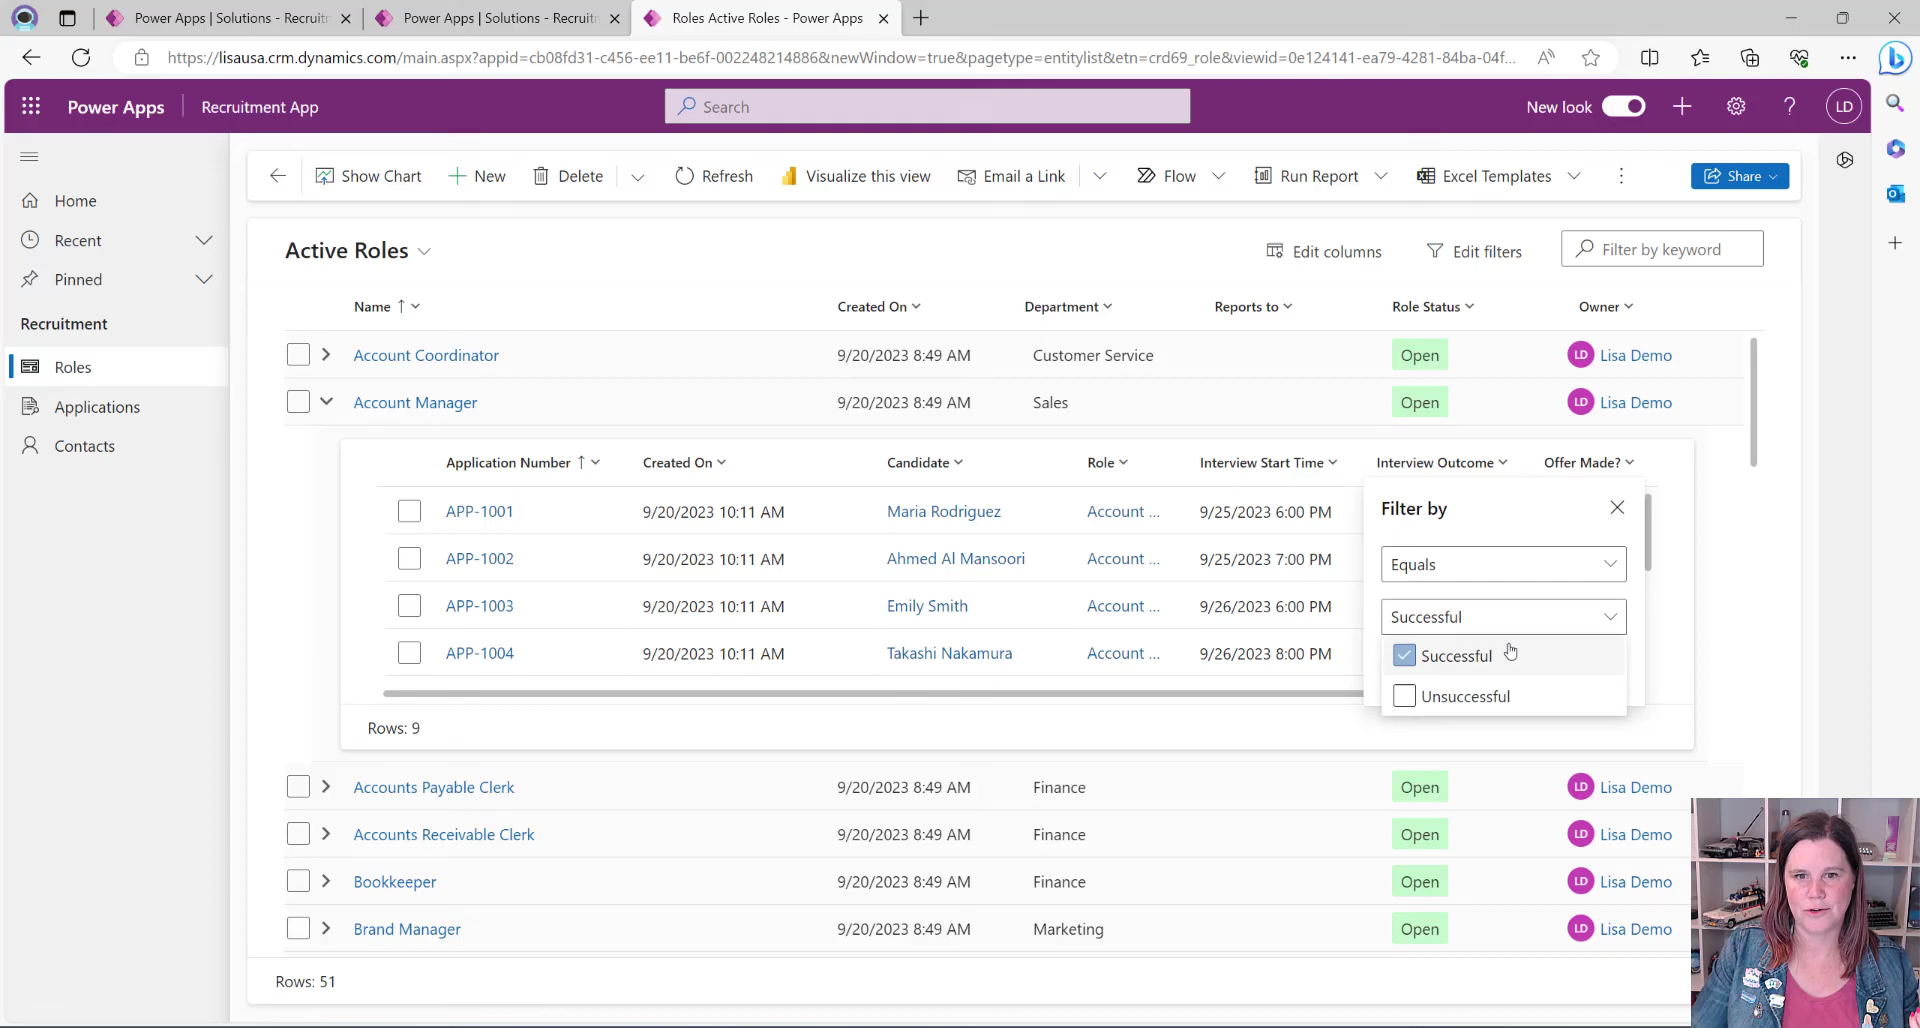 Power Apps | Solutions - Recruitm
Power Apps | Solutions - Recruitm
Roles Active Roles - Power Apps
https://lisausa.crm.dynamics.com/main.aspx?appid=cb08fd31-c456-ee11-be6f-002248214886&newWindow=true&pagetype=entitylist&etn=crd69_role&viewid=0e124141-ea79-4281-84ba-04f...
Power Apps
Recruitment App
Search
New look
LD
Show Chart
New
Delete
Refresh
Visualize this view
Email a Link
Flow
Run Report
Excel Templates
Share
Home
Recent
Pinned
Recruitment
Roles
Applications
Contacts
Active Roles
Edit columns
Edit filters
Filter by keyword
Name Created On Department Reports to Role Status Owner
Account Coordinator 9/20/2023 8:49 AM Customer Service Open LD Lisa Demo
Account Manager 9/20/2023 8:49 AM Sales Open LD Lisa Demo
Application Number Created On Candidate Role Interview Start Time Interview Outcome Offer Made?
APP-1001 9/20/2023 10:11 AM Maria Rodriguez Account ... 9/25/2023 6:00 PM
APP-1002 9/20/2023 10:11 AM Ahmed Al Mansoori Account ... 9/25/2023 7:00 PM
APP-1003 9/20/2023 10:11 AM Emily Smith Account ... 9/26/2023 6:00 PM
APP-1004 9/20/2023 10:11 AM Takashi Nakamura Account ... 9/26/2023 8:00 PM
Filter by
Equals
Successful
Successful
Unsuccessful
Rows: 9
Accounts Payable Clerk 9/20/2023 8:49 AM Finance Open LD Lisa Demo
Accounts Receivable Clerk 9/20/2023 8:49 AM Finance Open LD Lisa Demo
Bookkeeper 9/20/2023 8:49 AM Finance Open LD Lisa Demo
Brand Manager 9/20/2023 8:49 AM Marketing Open LD Lisa Demo
Rows: 51